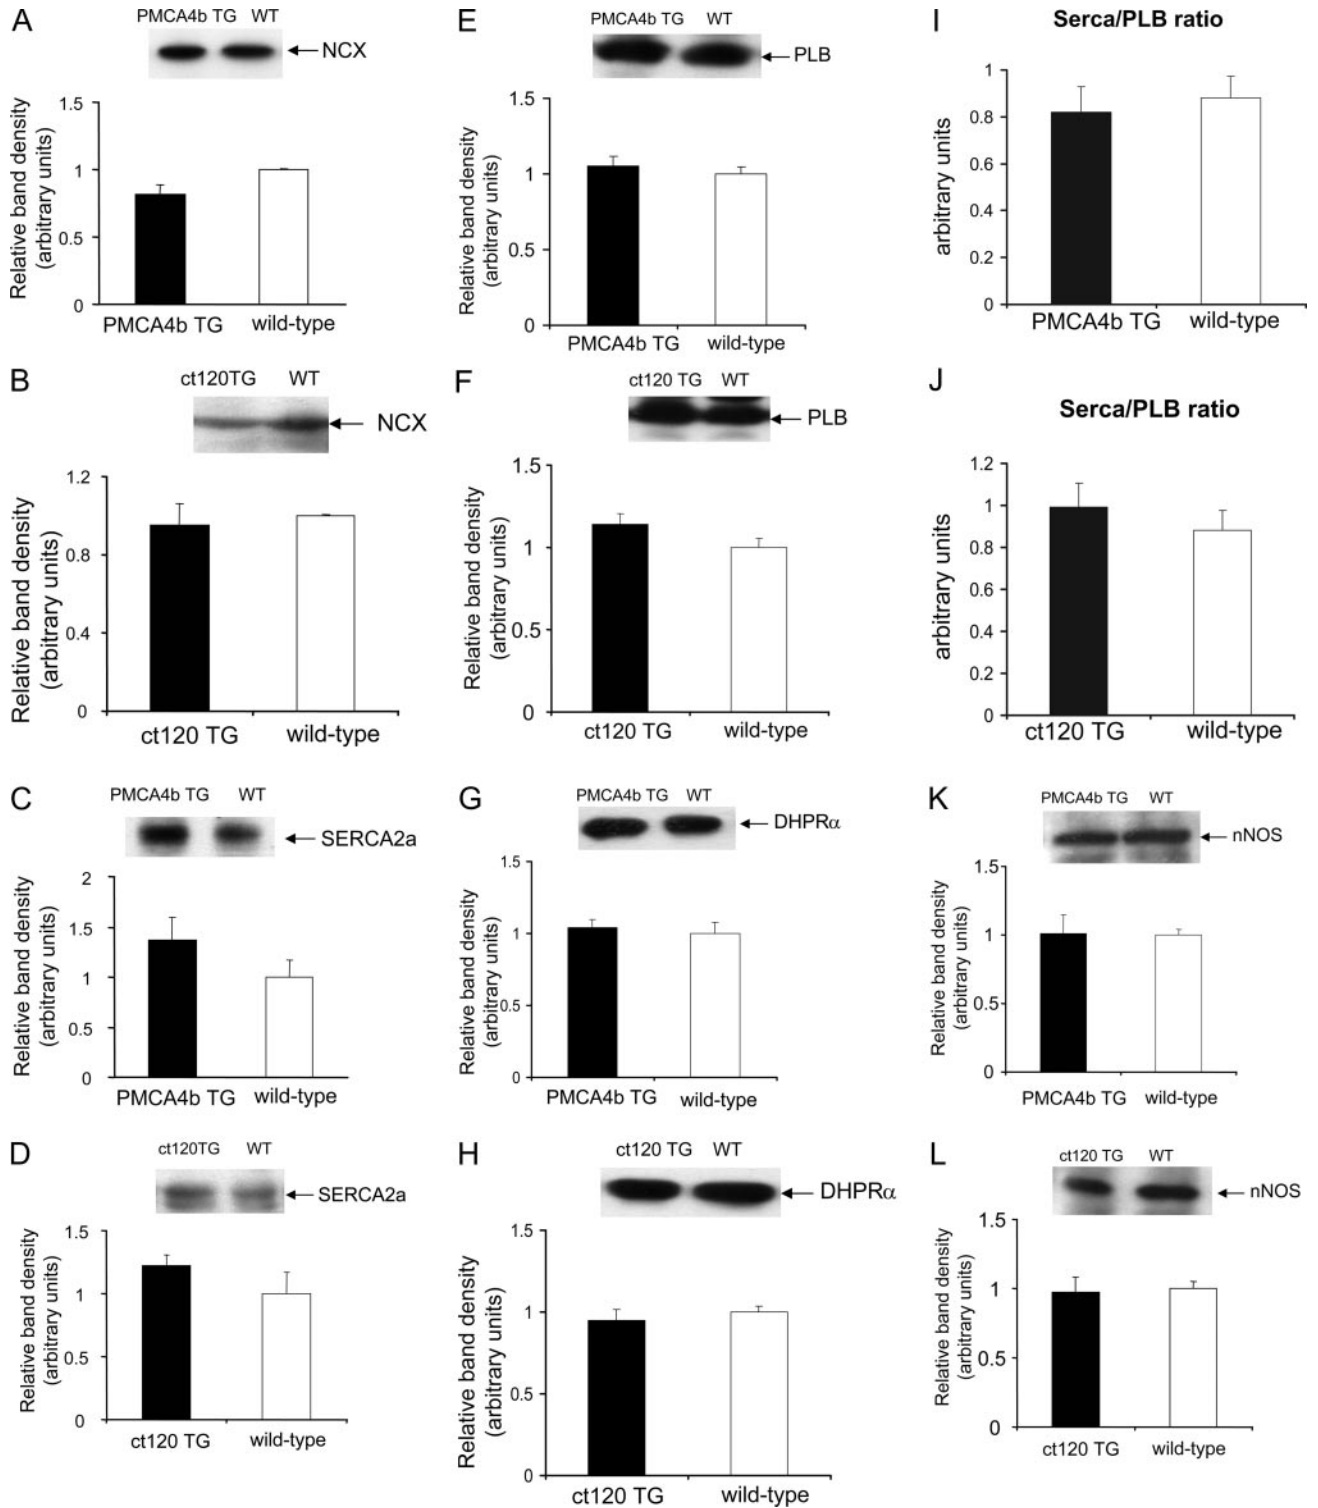 A
PMCA4b TG WT
NCX
Relative band density
(arbitrary units)
1.5
1
0.5
0
PMCA4b TG wild-type
B
ct120TG WT
NCX
Relative band density
(arbitrary units)
1.2
0.8
0.4
0
ct120 TG wild-type
C
PMCA4b TG WT
SERCA2a
Relative band density
(arbitrary units)
2
1.5
1
0.5
0
PMCA4b TG wild-type
D
ct120TG WT
SERCA2a
Relative band density
(arbitrary units)
1.5
1
0.5
0
ct120 TG wild-type
E
PMCA4b TG WT
PLB
Relative band density
(arbitrary units)
1.5
1
0.5
0
PMCA4b TG wild-type
F
ct120 TG WT
PLB
Relative band density
(arbitrary units)
1.5
1
0.5
0
ct120 TG wild-type
G
PMCA4b TG WT
DHPRα
Relative band density
(arbitrary units)
1.5
1
0.5
0
PMCA4b TG wild-type
H
ct120 TG WT
DHPRα
Relative band density
(arbitrary units)
1.5
1
0.5
0
ct120 TG wild-type
I
Serca/PLB ratio
arbitrary units
1
0.8
0.6
0.4
0.2
0
PMCA4b TG wild-type
J
Serca/PLB ratio
arbitrary units
1.2
1
0.8
0.6
0.4
0.2
0
ct120 TG wild-type
K
PMCA4b TG WT
nNOS
Relative band density
(arbitrary units)
1.5
1
0.5
0
PMCA4b TG wild-type
L
ct120 TG WT
nNOS
Relative band density
(arbitrary units)
1.5
1
0.5
0
ct120 TG wild-type